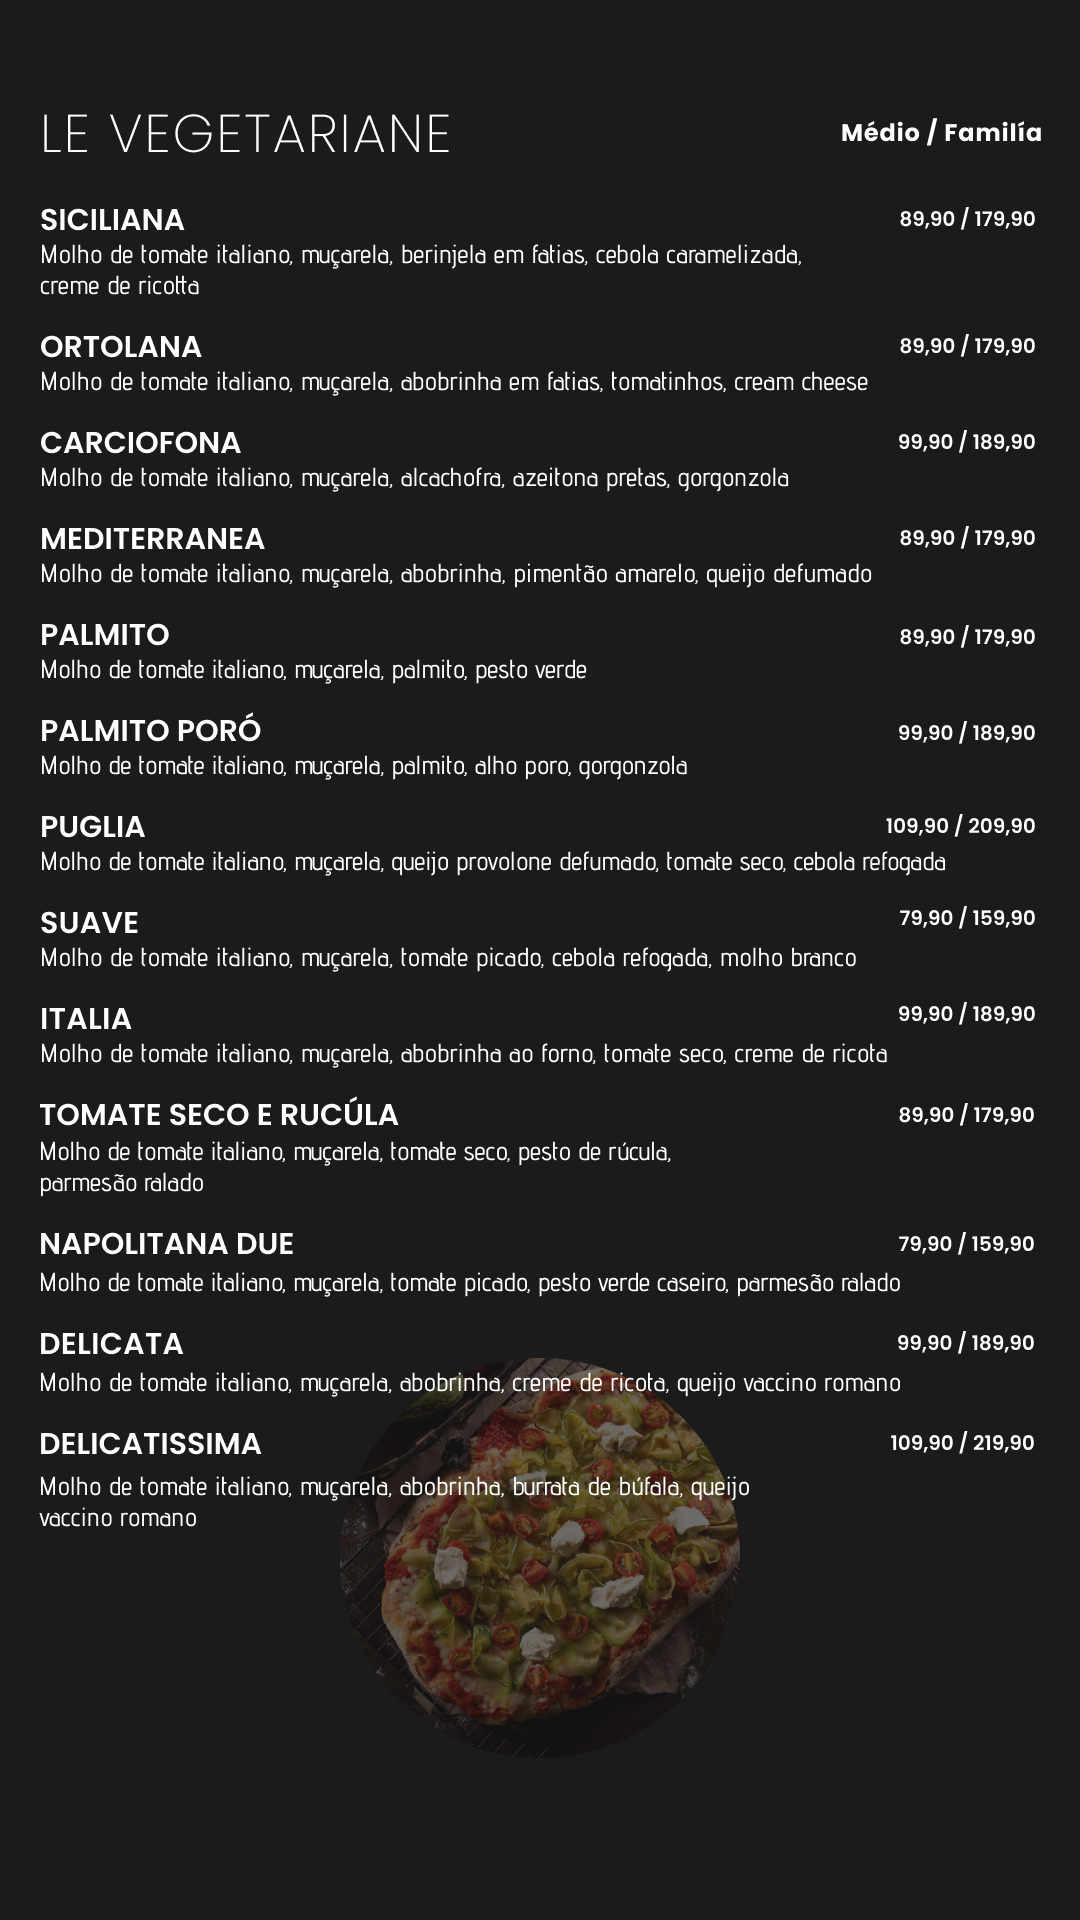 LE VEGETARIANE
Médio / Familía
SICILIANA
89,90 / 179,90
Molho de tomate italiano, muçarela, berinjela em fatias, cebola caramelizada,
creme de ricotta
ORTOLANA
89,90 / 179,90
Molho de tomate italiano, muçarela, abobrinha em fatias, tomatinhos, cream cheese
CARCIOFONA
99,90 / 189,90
Molho de tomate italiano, muçarela, alcachofra, azeitona pretas, gorgonzola
MEDITERRANEA
89,90 / 179,90
Molho de tomate italiano, muçarela, abobrinha, pimentão amarelo, queijo defumado
PALMITO
89,90 / 179,90
Molho de tomate italiano, muçarela, palmito, pesto verde
PALMITO PORÓ
99,90 / 189,90
Molho de tomate italiano, muçarela, palmito, alho poro, gorgonzola
PUGLIA
109,90 / 209,90
Molho de tomate italiano, muçarela, queijo provolone defumado, tomate seco, cebola refogada
SUAVE
79,90 / 159,90
Molho de tomate italiano, muçarela, tomate picado, cebola refogada, molho branco
ITALIA
99,90 / 189,90
Molho de tomate italiano, muçarela, abobrinha ao forno, tomate seco, creme de ricota
TOMATE SECO E RUCÚLA
89,90 / 179,90
Molho de tomate italiano, muçarela, tomate seco, pesto de rúcula,
parmesão ralado
NAPOLITANA DUE
79,90 / 159,90
Molho de tomate italiano, muçarela, tomate picado, pesto verde caseiro, parmesão ralado
DELICATA
99,90 / 189,90
Molho de tomate italiano, muçarela, abobrinha, creme de ricota, queijo vaccino romano
DELICATISSIMA
109,90 / 219,90
Molho de tomate italiano, muçarela, abobrinha, burrata de búfala, queijo
vaccino romano